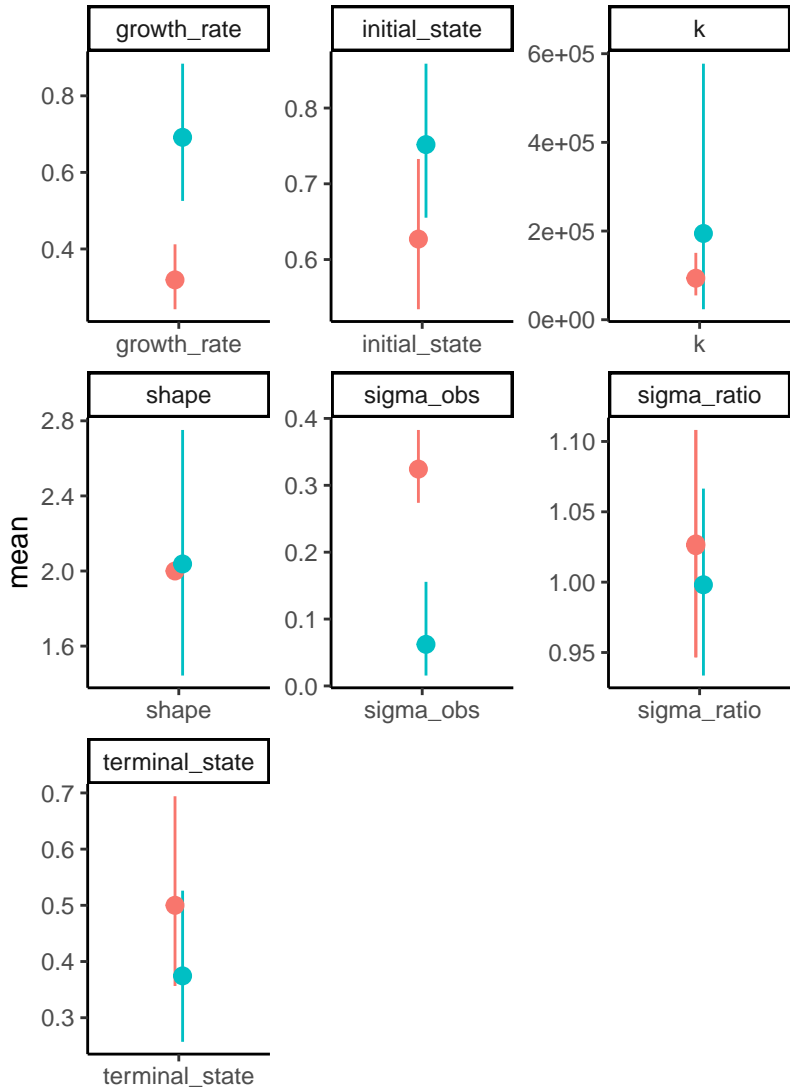 growth_rate
initial_state
k
0.8
0.6
0.4
0.8
0.7
0.6
6e+05
4e+05
2e+05
0e+00
growth_rate
initial_state
k
shape
sigma_obs
sigma_ratio
mean
2.8
2.4
2.0
1.6
0.4
0.3
0.2
0.1
0.0
1.10
1.05
1.00
0.95
shape
sigma_obs
sigma_ratio
terminal_state
0.7
0.6
0.5
0.4
0.3
terminal_state